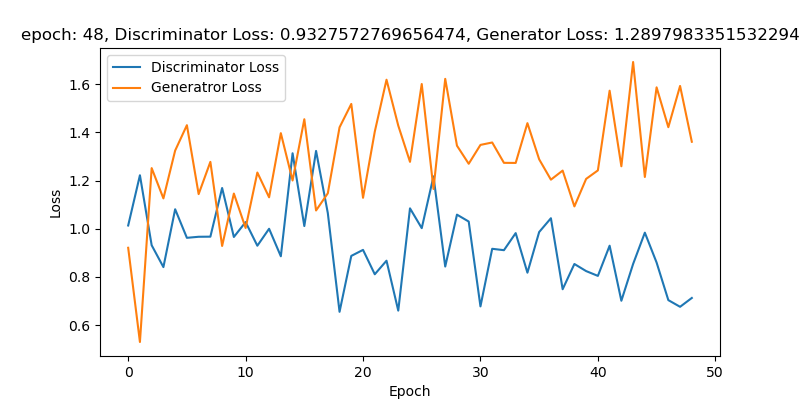 epoch: 48, Discriminator Loss: 0.9327572769656474, Generator Loss: 1.2897983351532294
Discriminator Loss
Generatror Loss
1.6
1.4
1.2
1.0
0.8
0.6
Loss
0
10
20
30
40
50
Epoch